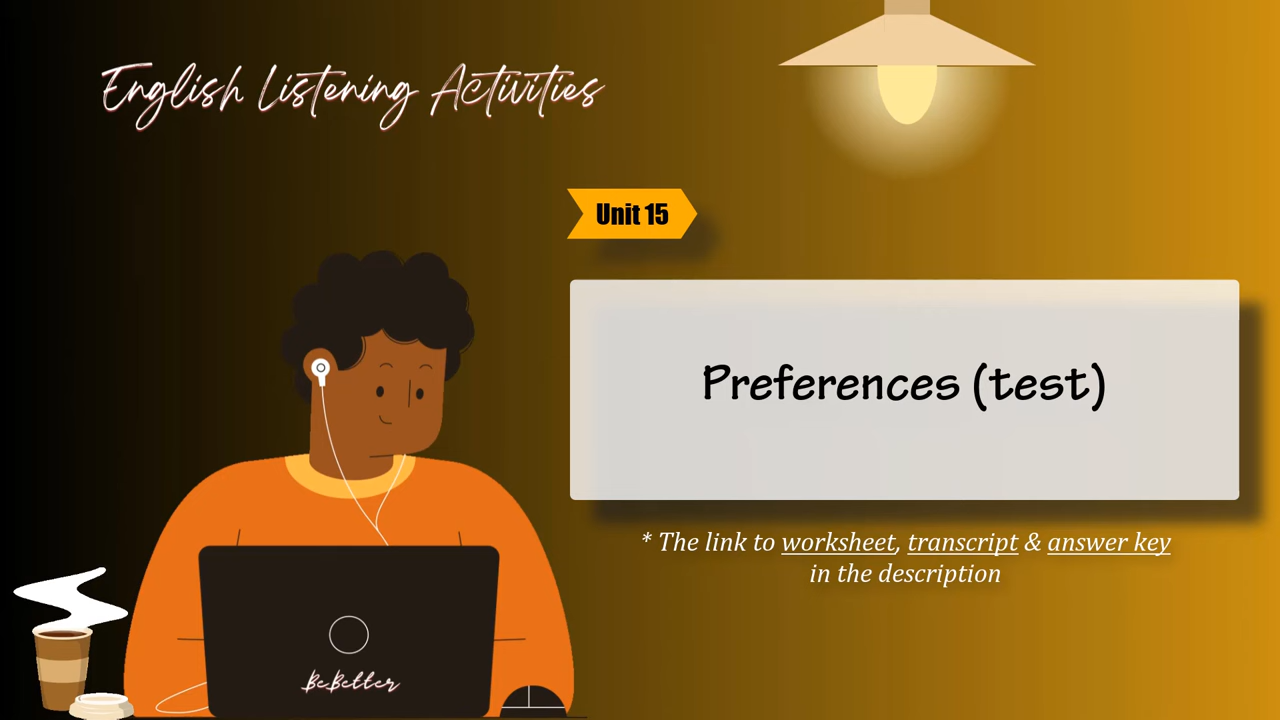 English Listening Activities
Unit 15
Preferences (test)
* The link to worksheet, transcript & answer key
in the description
BeBetter